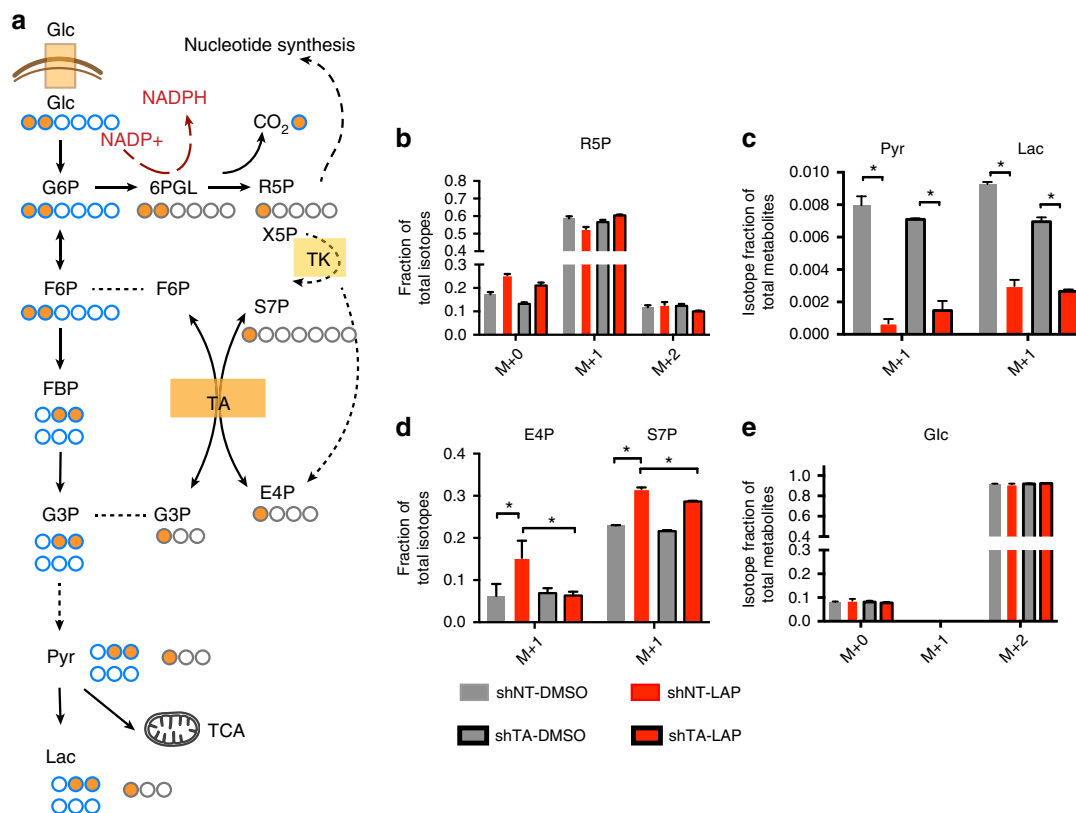 a
Glc
Glc
NADP+
NADPH
CO2
Nucleotide synthesis
G6P
6PGL
R5P
X5P
TK
F6P
F6P
S7P
FBP
TA
E4P
G3P
G3P
Pyr
TCA
Lac
b
R5P
Fraction of
total isotopes
0.8
0.7
0.6
0.5
0.4
0.3
0.2
0.1
0.0
M+0
M+1
M+2
c
Pyr
Lac
Isotope fraction of
total metabolites
0.010
0.008
0.006
0.004
0.002
0.000
*
*
*
*
M+1
M+1
d
E4P
S7P
Fraction of
total isotopes
0.4
0.3
0.2
0.1
0.0
*
*
*
*
M+1
M+1
e
Glc
Isotope fraction of
total metabolites
1.0
0.8
0.6
0.4
0.3
0.2
0.1
0.0
M+0
M+1
M+2
shNT-DMSO
shNT-LAP
shTA-DMSO
shTA-LAP